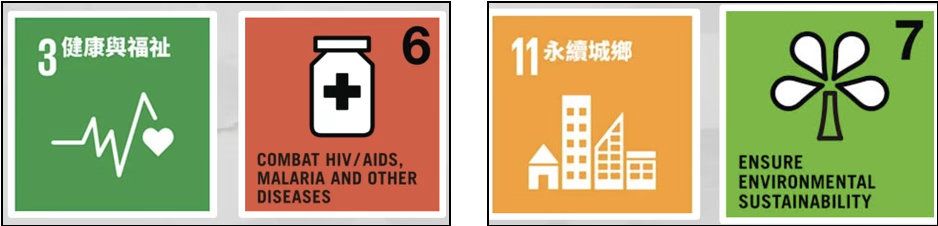 3 健康與福祉
6
COMBAT HIV/AIDS,
MALARIA AND OTHER
DISEASES
11 永續城鄉
7
ENSURE
ENVIRONMENTAL
SUSTAINABILITY